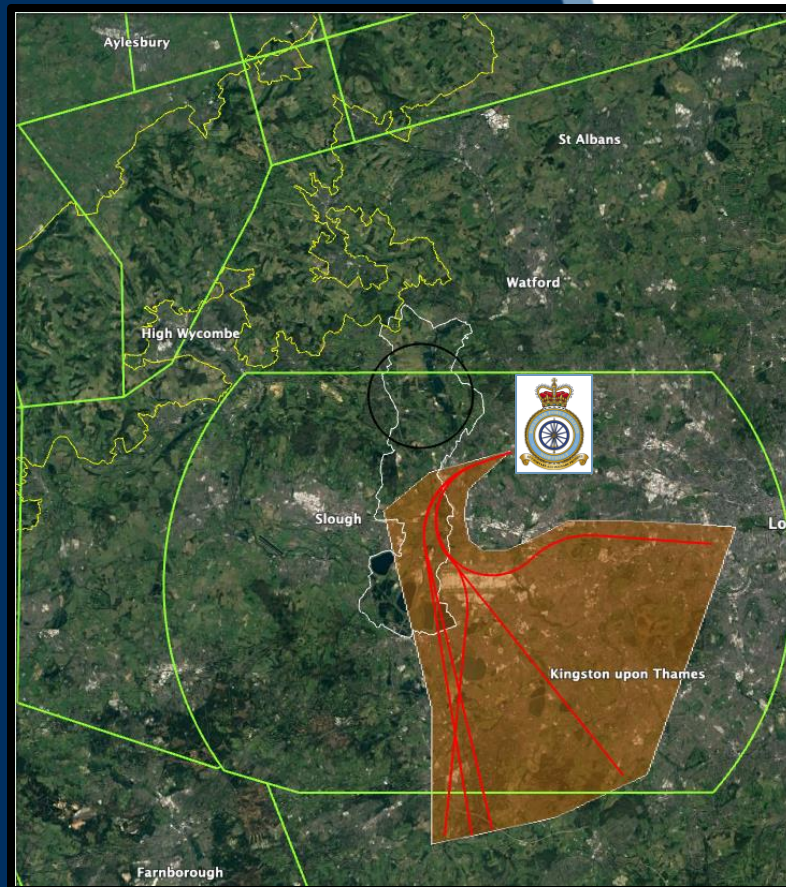 Aylesbury
St Albans
Watford
High Wycombe
Slough
Lo
Kingston upon Thames
Farnborough